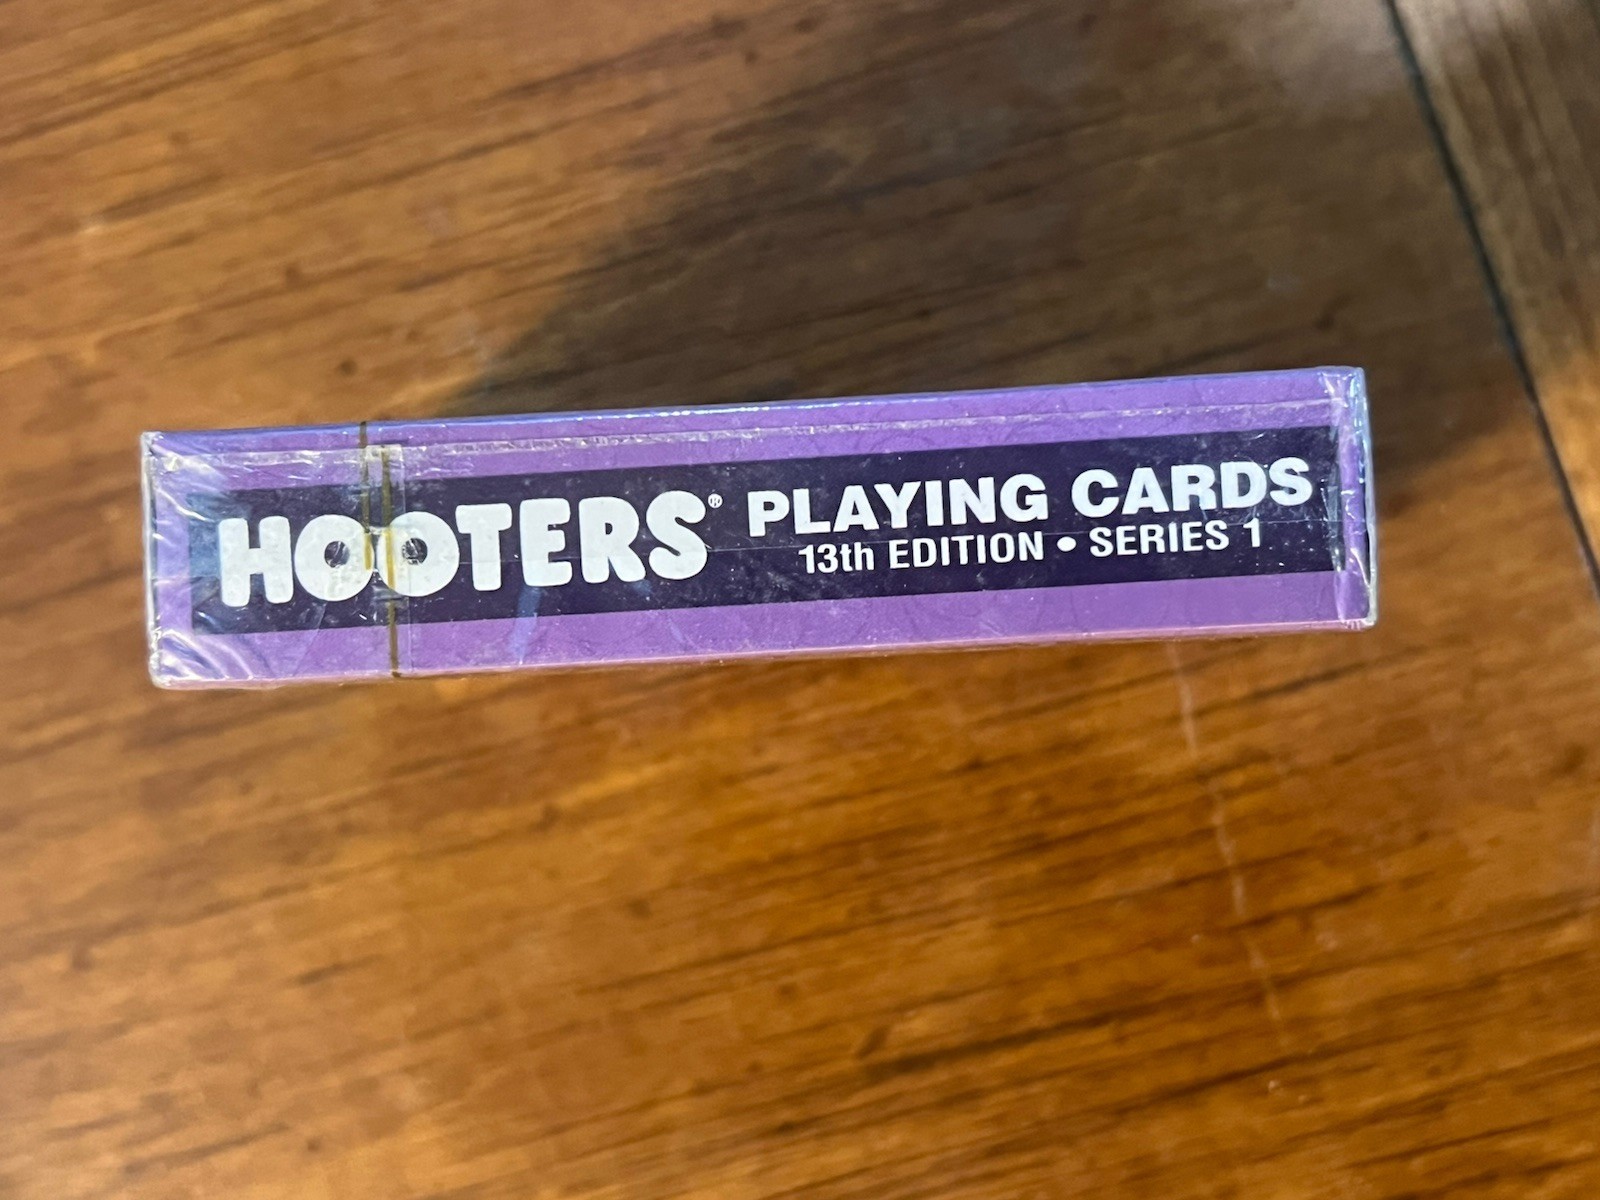 HOOTERS® PLAYING CARDS
13th EDITION • SERIES 1